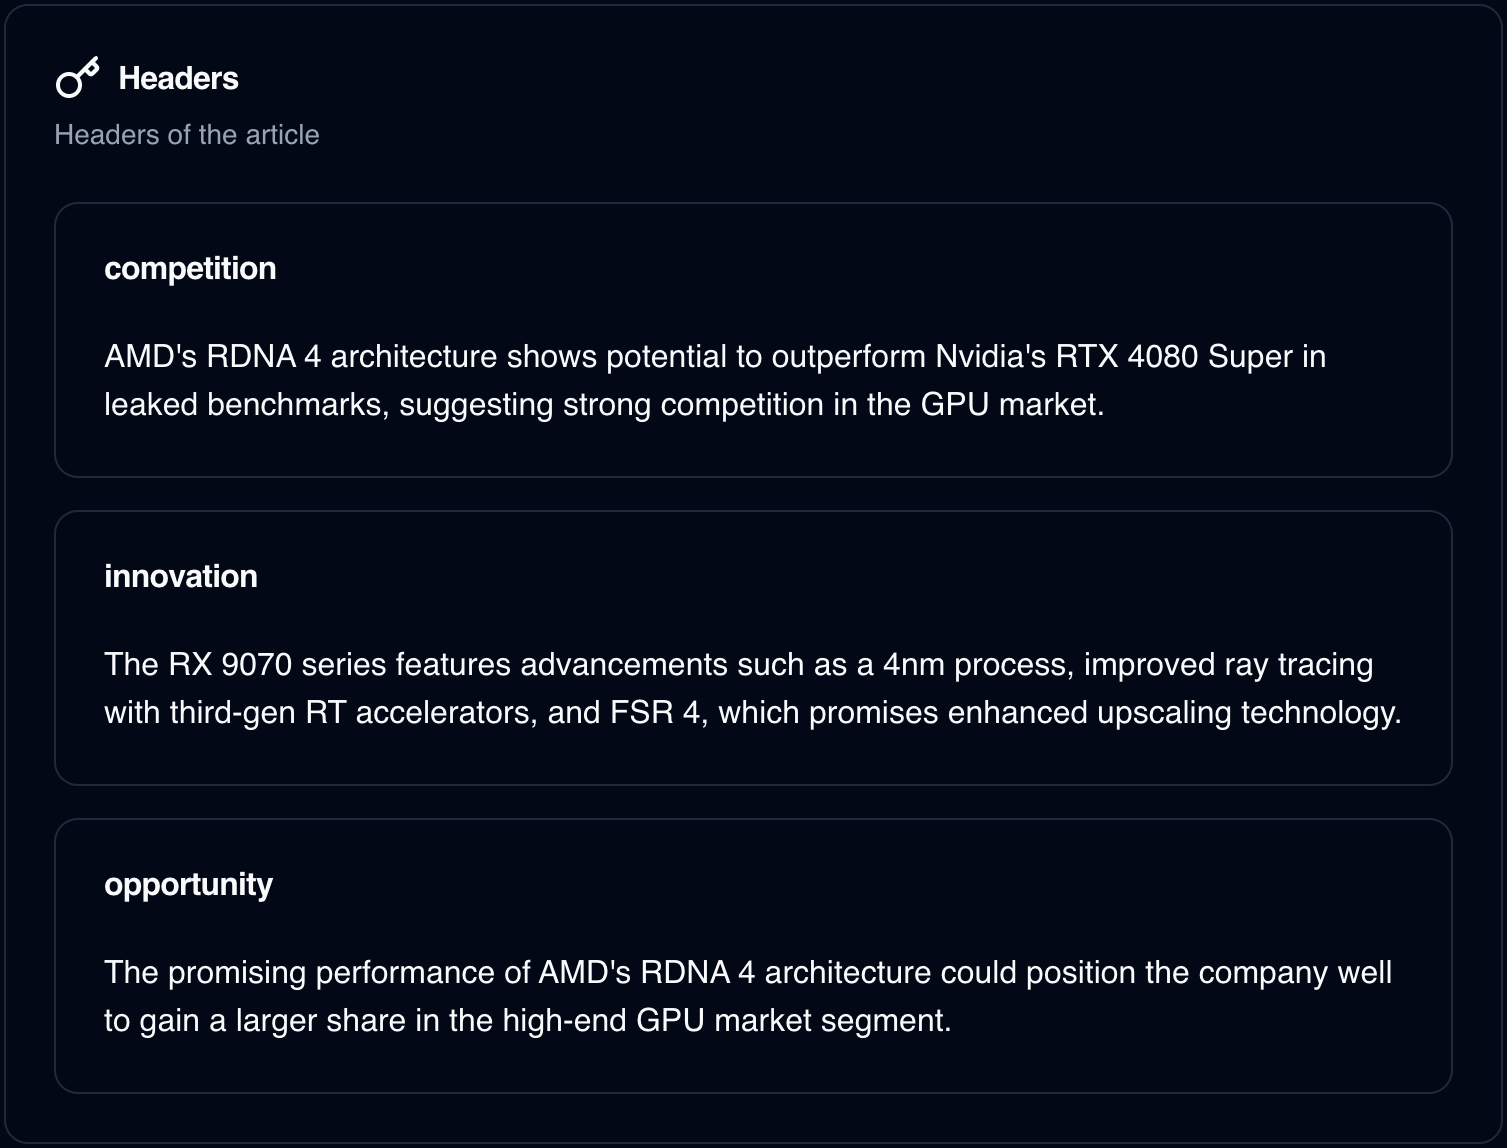 Headers
Headers of the article
competition
AMD's RDNA 4 architecture shows potential to outperform Nvidia's RTX 4080 Super in
leaked benchmarks, suggesting strong competition in the GPU market.
innovation
The RX 9070 series features advancements such as a 4nm process, improved ray tracing
with third-gen RT accelerators, and FSR 4, which promises enhanced upscaling technology.
opportunity
The promising performance of AMD's RDNA 4 architecture could position the company well
to gain a larger share in the high-end GPU market segment.